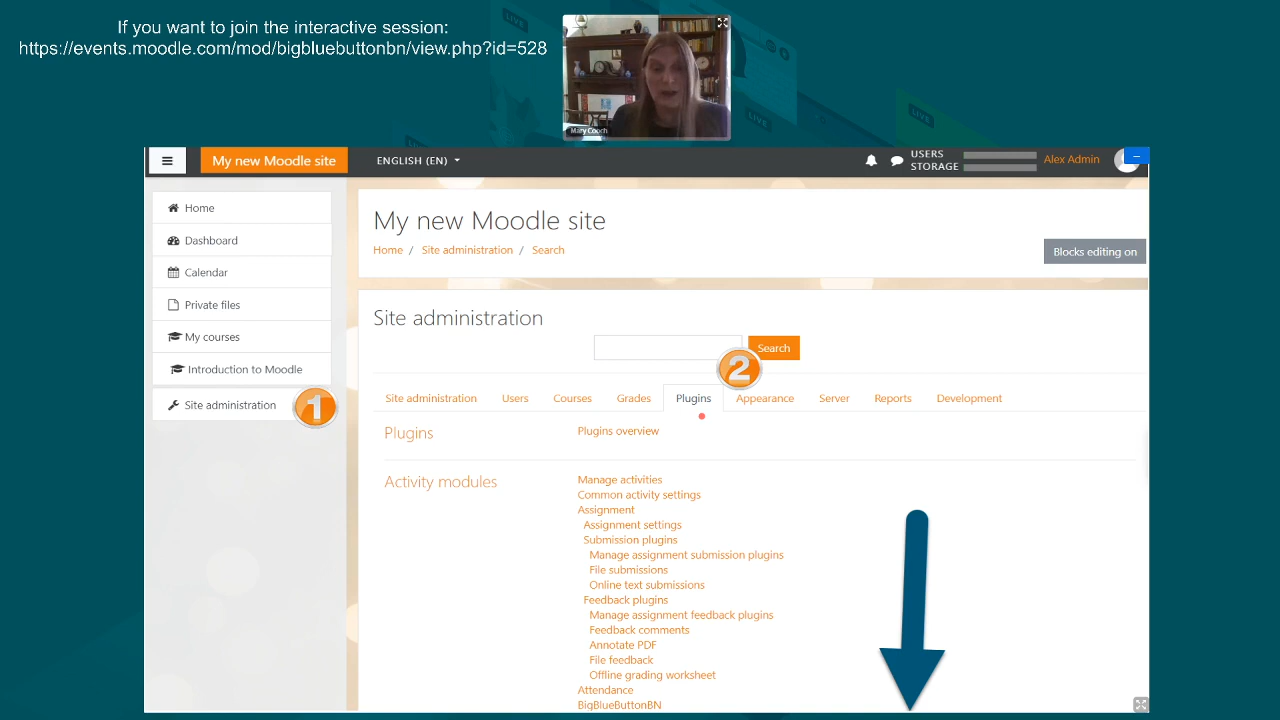 If you want to join the interactive session:
https://events.moodle.com/mod/bigbluebuttonbn/view.php?id=528
LIVE
LIVE
LIVE
LIVE
Mary Cooch
My new Moodle site
ENGLISH (EN)
USERS
STORAGE
Alex Admin
Home
Dashboard
Calendar
Private files
My courses
Introduction to Moodle
Site administration
1
My new Moodle site
Home / Site administration / Search
Blocks editing on
Site administration
Search
2
Site administration Users Courses Grades Plugins Appearance Server Reports Development
Plugins
Plugins overview
Activity modules
Manage activities
Common activity settings
Assignment
Assignment settings
Submission plugins
Manage assignment submission plugins
File submissions
Online text submissions
Feedback plugins
Manage assignment feedback plugins
Feedback comments
Annotate PDF
File feedback
Offline grading worksheet
Attendance
BigBlueButtonBN